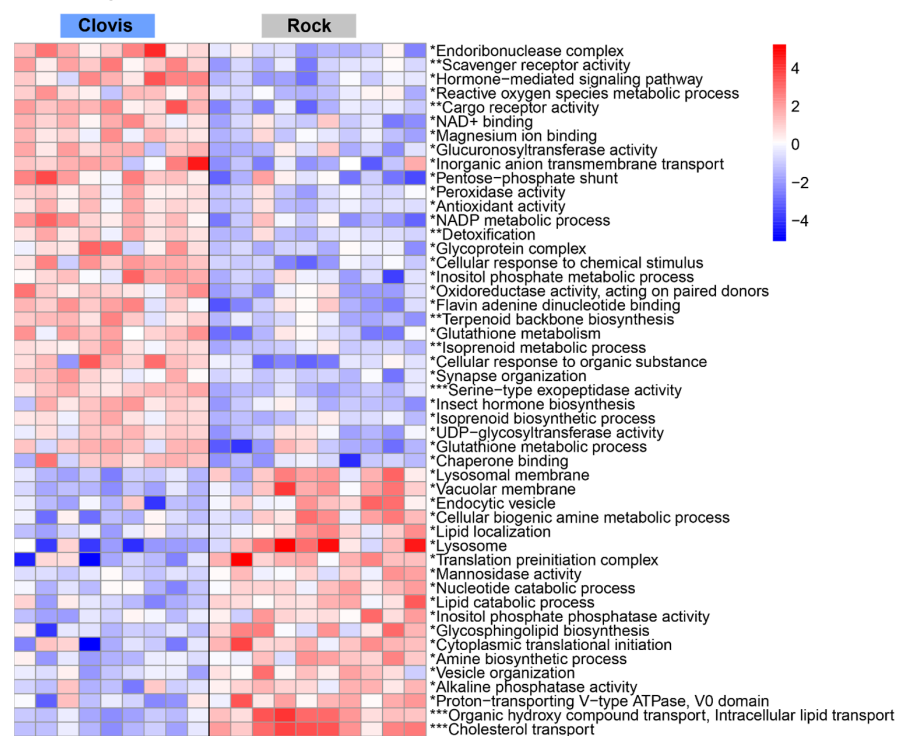 Clovis Rock
*Endoribonuclease complex
**Scavenger receptor activity
*Hormone−mediated signaling pathway
*Reactive oxygen species metabolic process
**Cargo receptor activity
*NAD+ binding
*Magnesium ion binding
*Glucuronosyltransferase activity
*Inorganic anion transmembrane transport
*Pentose−phosphate shunt
*Peroxidase activity
*Antioxidant activity
*NADP metabolic process
**Detoxification
*Glycoprotein complex
*Cellular response to chemical stimulus
*Inositol phosphate metabolic process
*Oxidoreductase activity, acting on paired donors
*Flavin adenine dinucleotide binding
**Terpenoid backbone biosynthesis
*Glutathione metabolism
**Isoprenoid metabolic process
*Cellular response to organic substance
*Synapse organization
***Serine−type exopeptidase activity
*Insect hormone biosynthesis
*Isoprenoid biosynthetic process
*UDP−glycosyltransferase activity
*Glutathione metabolic process
*Chaperone binding
*Lysosomal membrane
*Vacuolar membrane
*Endocytic vesicle
*Cellular biogenic amine metabolic process
*Lipid localization
*Lysosome
*Translation preinitiation complex
*Mannosidase activity
*Nucleotide catabolic process
*Lipid catabolic process
*Inositol phosphate phosphatase activity
*Glycosphingolipid biosynthesis
*Cytoplasmic translational initiation
*Amine biosynthetic process
*Vesicle organization
*Alkaline phosphatase activity
*Proton−transporting V−type ATPase, V0 domain
***Organic hydroxy compound transport, Intracellular lipid transport
***Cholesterol transport
4
2
0
−2
−4